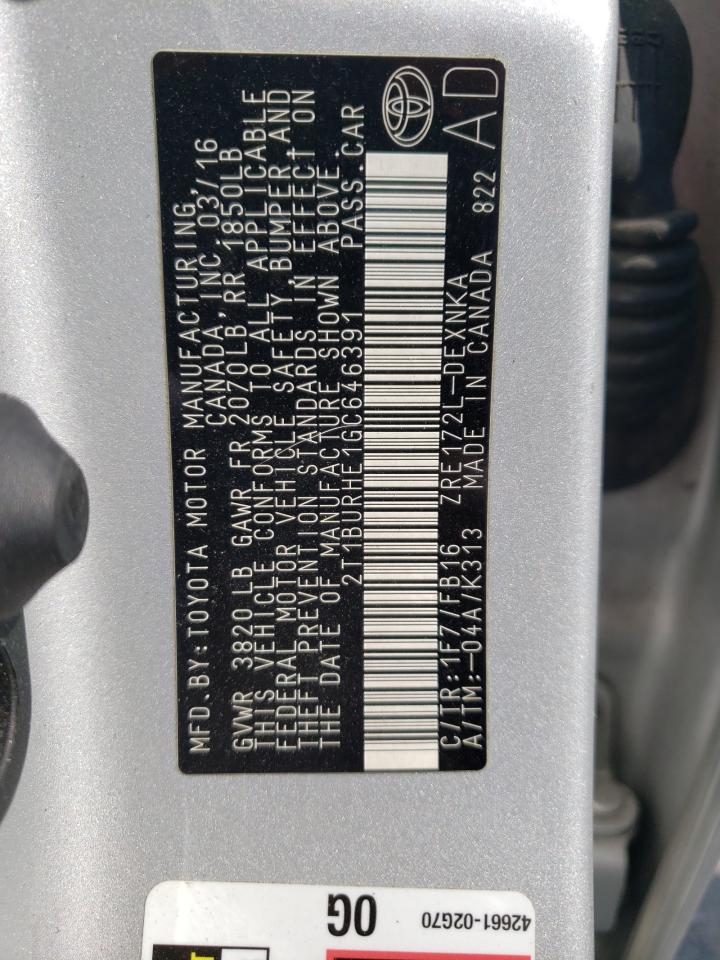 MFD.BY:TOYOTA MOTOR MANUFACTURING,
CANADA, INC. 03/16
GVWR 3820 LB GAWR FR 2070LB, RR 1850LB
THIS VEHICLE CONFORMS TO ALL APPLICABLE
FEDERAL MOTOR VEHICLE SAFETY, BUMPER AND
THEFT PREVENTION STANDARDS IN EFFECT ON
THE DATE OF MANUFACTURE SHOWN ABOVE.
2T1BURHE1GC646391 PASS.CAR
C/TR:1F7/FB16 ZRE172L-DEXNKA
A/TM:-04A/K313 MADE IN CANADA 822
AD
42661-02G70
0G